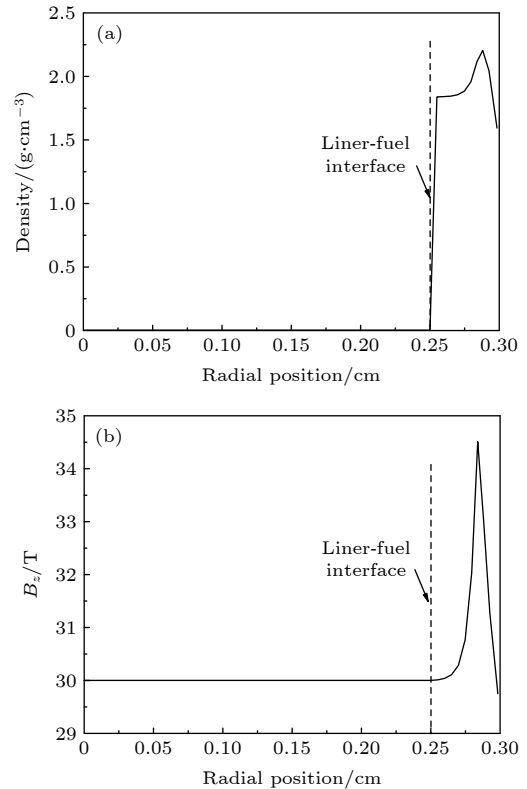 (a)
2.5
2.0
1.5
1.0
0.5
0
Density/(g·cm−3)
Liner-fuel
interface
0
0.05
0.10
0.15
0.20
0.25
0.30
Radial position/cm
(b)
35
34
33
32
31
30
29
Bz/T
Liner-fuel
interface
0
0.05
0.10
0.15
0.20
0.25
0.30
Radial position/cm